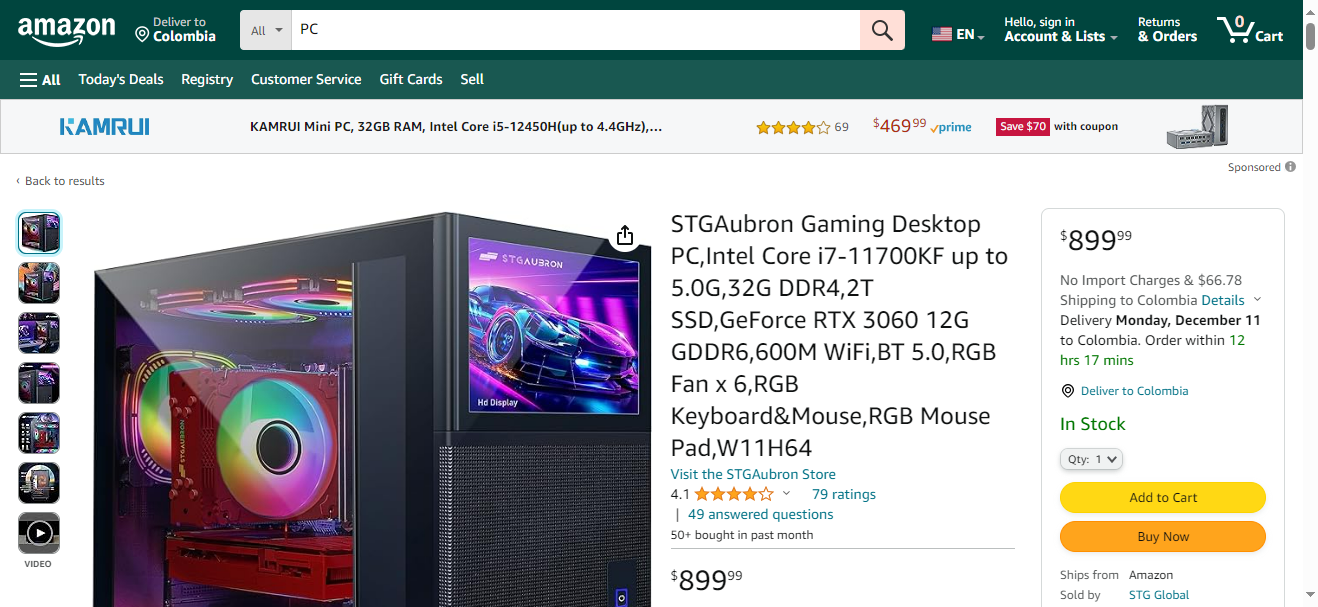 amazon
Deliver to
Colombia
All
PC
EN
Hello, sign in
Account & Lists
Returns
& Orders
0
Cart
All
Today's Deals
Registry
Customer Service
Gift Cards
Sell
KAMRUI
KAMRUI Mini PC, 32GB RAM, Intel Core i5-12450H(up to 4.4GHz),...
69
$469 99
prime
Save $70 with coupon
Sponsored
‹ Back to results
VIDEO
STGAUBRON
Hd Display
STGAUBRON
STGAubron Gaming Desktop
PC,Intel Core i7-11700KF up to
5.0G,32G DDR4,2T
SSD,GeForce RTX 3060 12G
GDDR6,600M WiFi,BT 5.0,RGB
Fan x 6,RGB
Keyboard&Mouse,RGB Mouse
Pad,W11H64
Visit the STGAubron Store
4.1
79 ratings
| 49 answered questions
50+ bought in past month
$899 99
$899 99
No Import Charges & $66.78
Shipping to Colombia Details
Delivery Monday, December 11
to Colombia. Order within 12
hrs 17 mins
Deliver to Colombia
In Stock
Qty: 1
Add to Cart
Buy Now
Ships from Amazon
Sold by STG Global